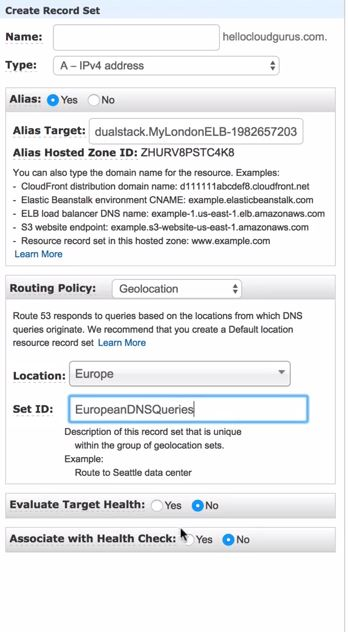 Create Record Set
Name: hellocloudgurus.com.
Type: A – IPv4 address
Alias: Yes No
Alias Target: dualstack.MyLondonELB-1982657203
Alias Hosted Zone ID: ZHURV8PSTC4K8
You can also type the domain name for the resource. Examples:
- CloudFront distribution domain name: d111111abcdef8.cloudfront.net
- Elastic Beanstalk environment CNAME: example.elasticbeanstalk.com
- ELB load balancer DNS name: example-1.us-east-1.elb.amazonaws.com
- S3 website endpoint: example.s3-website-us-east-1.amazonaws.com
- Resource record set in this hosted zone: www.example.com
Learn More
Routing Policy: Geolocation
Route 53 responds to queries based on the locations from which DNS
queries originate. We recommend that you create a Default location
resource record set Learn More
Location: Europe
Set ID: EuropeanDNSQueries
Description of this record set that is unique
within the group of geolocation sets.
Example:
Route to Seattle data center
Evaluate Target Health: Yes No
Associate with Health Check: Yes No